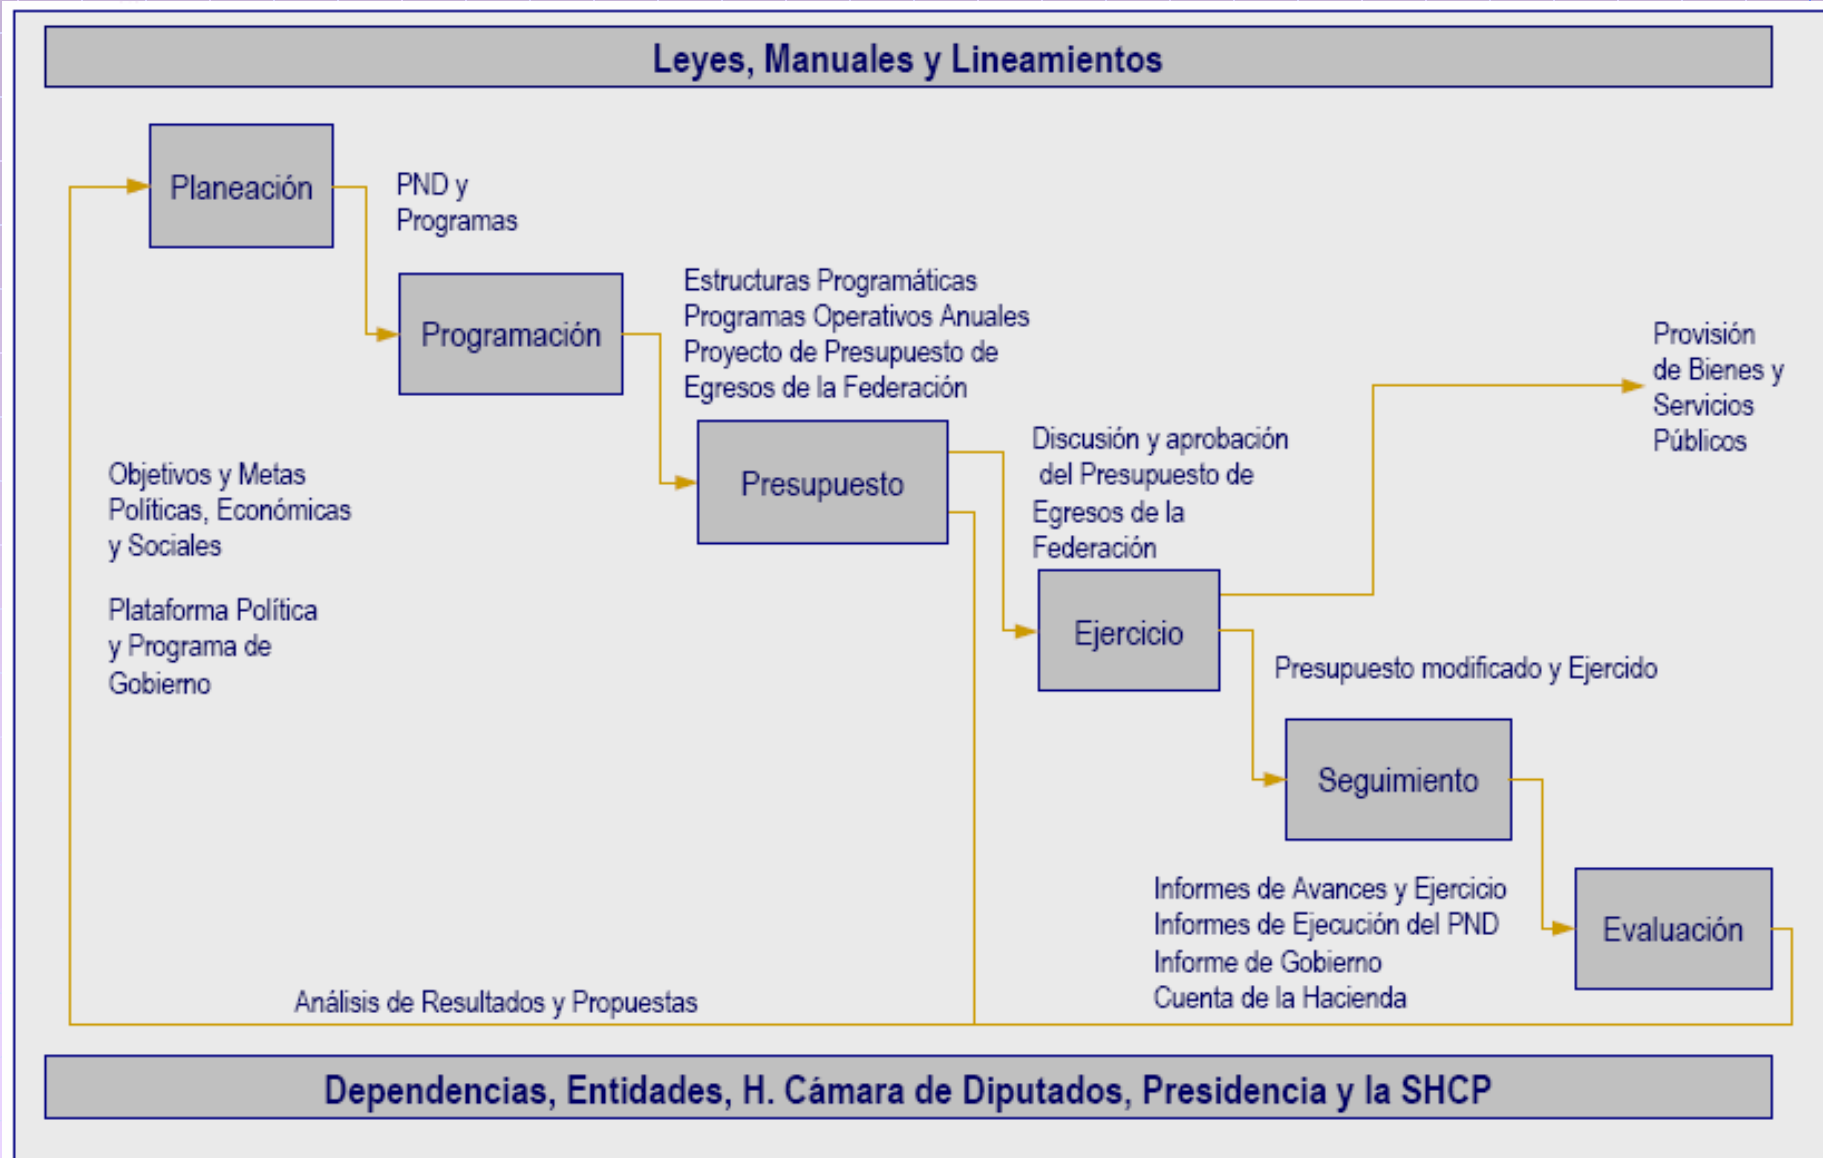 Leyes, Manuales y Lineamientos
Planeación
PND y
Programas
Programación
Estructuras Programáticas
Programas Operativos Anuales
Proyecto de Presupuesto de
Egresos de la Federación
Presupuesto
Discusión y aprobación
del Presupuesto de
Egresos de la
Federación
Provisión
de Bienes y
Servicios
Públicos
Objetivos y Metas
Políticas, Económicas
y Sociales
Plataforma Política
y Programa de
Gobierno
Ejercicio
Presupuesto modificado y Ejercido
Seguimiento
Informes de Avances y Ejercicio
Informes de Ejecución del PND
Informe de Gobierno
Cuenta de la Hacienda
Evaluación
Análisis de Resultados y Propuestas
Dependencias, Entidades, H. Cámara de Diputados, Presidencia y la SHCP